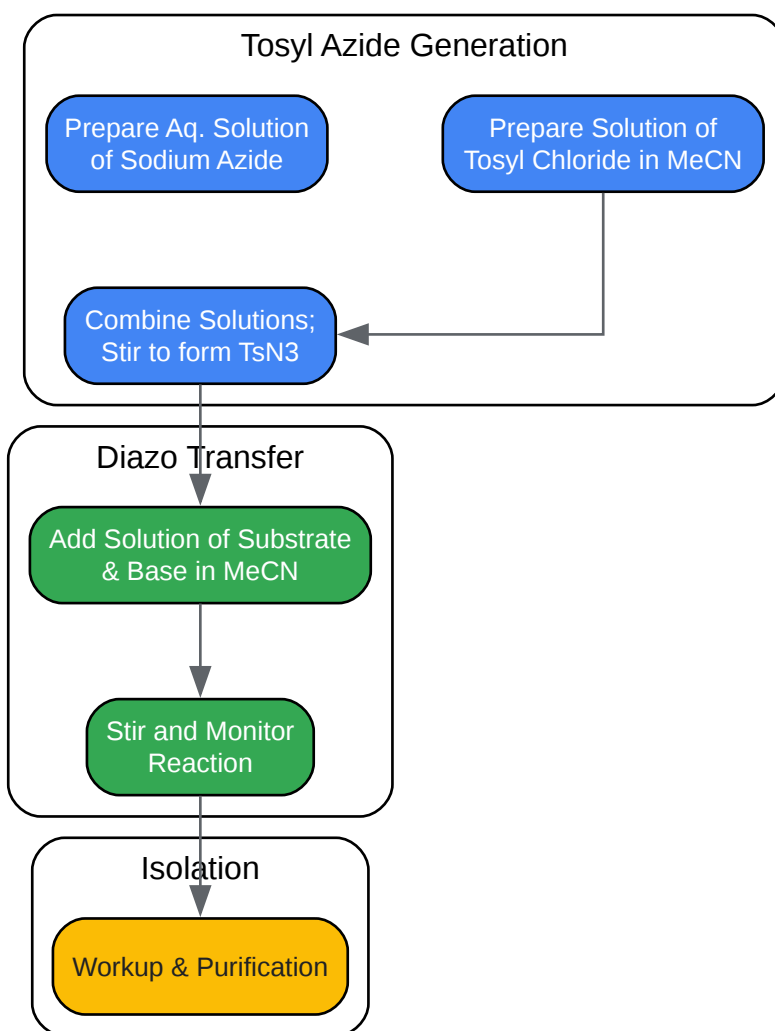 Tosyl Azide Generation
Prepare Aq. Solution
of Sodium Azide
Prepare Solution of
Tosyl Chloride in MeCN
Combine Solutions;
Stir to form TsN3
Diazo Transfer
Add Solution of Substrate
& Base in MeCN
Stir and Monitor
Reaction
Isolation
Workup & Purification